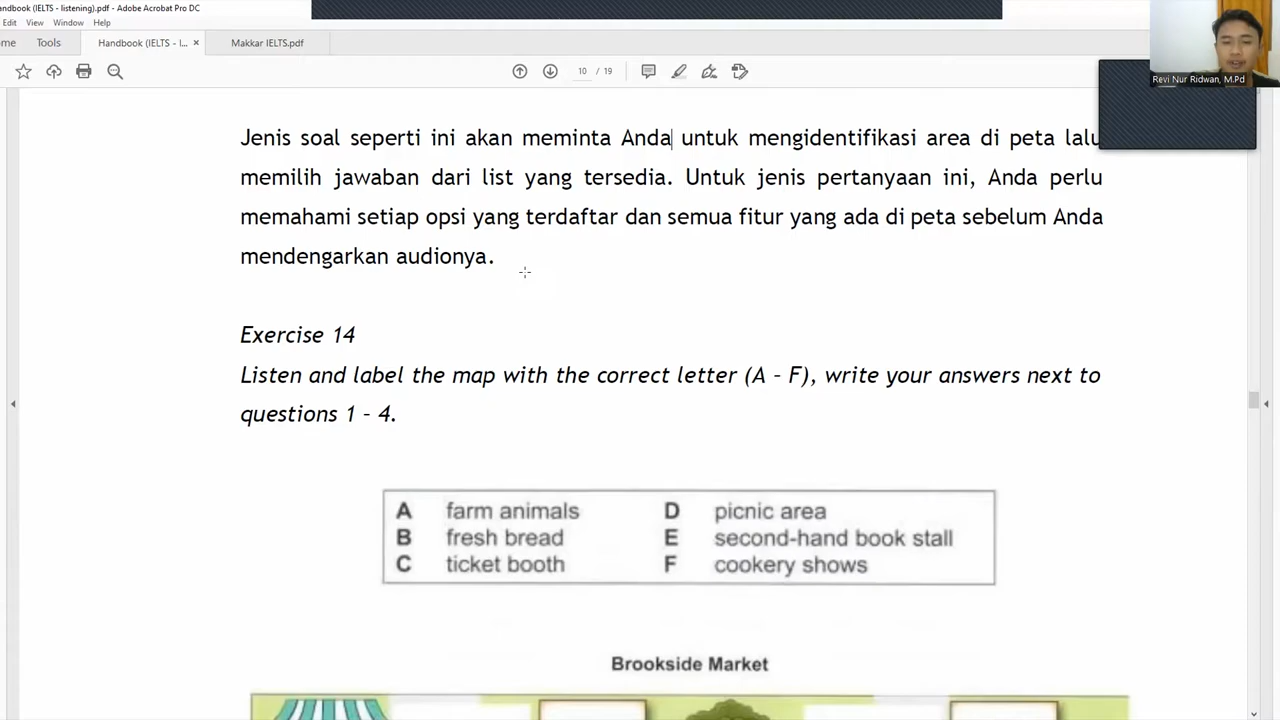 andbook (IELTS - listening).pdf - Adobe Acrobat Pro DC
Edit View Window Help
me Tools Handbook (IELTS - l... × Makkar IELTS.pdf
10 / 19
Revi Nur Ridwan, M.Pd
Jenis soal seperti ini akan meminta Anda untuk mengidentifikasi area di peta lalu
memilih jawaban dari list yang tersedia. Untuk jenis pertanyaan ini, Anda perlu
memahami setiap opsi yang terdaftar dan semua fitur yang ada di peta sebelum Anda
mendengarkan audionya.
Exercise 14
Listen and label the map with the correct letter (A – F), write your answers next to
questions 1 – 4.
A farm animals D picnic area
B fresh bread E second-hand book stall
C ticket booth F cookery shows
Brookside Market